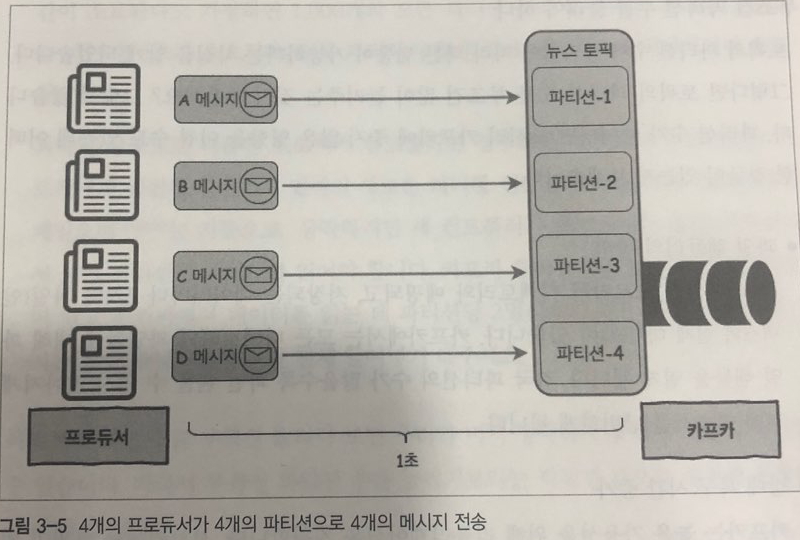 뉴스 토픽
A 메시지
파티션-1
B 메시지
파티션-2
C 메시지
파티션-3
D 메시지
파티션-4
프로듀서
카프카
1초
그림 3-5 4개의 프로듀서가 4개의 파티션으로 4개의 메시지 전송